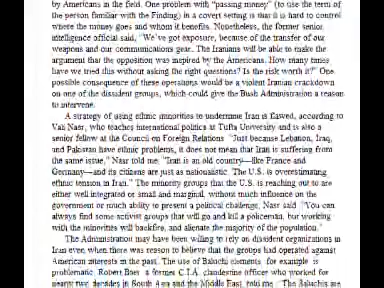 by Americans in the field. One problem with "passing money" (to use the term of
the person familiar with the Finding) in a covert setting is that it is hard to control
where the money goes and whom it benefits. Nonetheless, the former senior
intelligence official said, "We've got exposure, because of the transfer of our
weapons and our communications gear. The Iranians will be able to make the
argument that the opposition was inspired by the Americans. How many times
have we tried this without asking the right questions? Is the risk worth it?" One
possible consequence of these operations would be a violent Iranian crackdown
on one of the dissident groups, which could give the Bush Administration a reason
to intervene.
A strategy of using ethnic minorities to undermine Iran is flawed, according to
Vali Nasr, who teaches international politics at Tufts University and is also a
senior fellow at the Council on Foreign Relations. "Just because Lebanon, Iraq,
and Pakistan have ethnic problems, it does not mean that Iran is suffering from
the same issue," Nasr told me. "Iran is an old country—like France and
Germany—and its citizens are just as nationalistic. The U.S. is overestimating
ethnic tension in Iran." The minority groups that the U.S. is reaching out to are
either well integrated or small and marginal, without much influence on the
government or much ability to present a political challenge, Nasr said. "You can
always find some activist groups that will go and kill a policeman, but working
with the minorities will backfire, and alienate the majority of the population."
The Administration may have been willing to rely on dissident organizations in
Iran even when there was reason to believe that the groups had operated against
American interests in the past. The use of Baluchi elements, for example, is
problematic. Robert Baer, a former C.I.A. clandestine officer who worked for
nearly two decades in South Asia and the Middle East, told me. "The Baluchis are